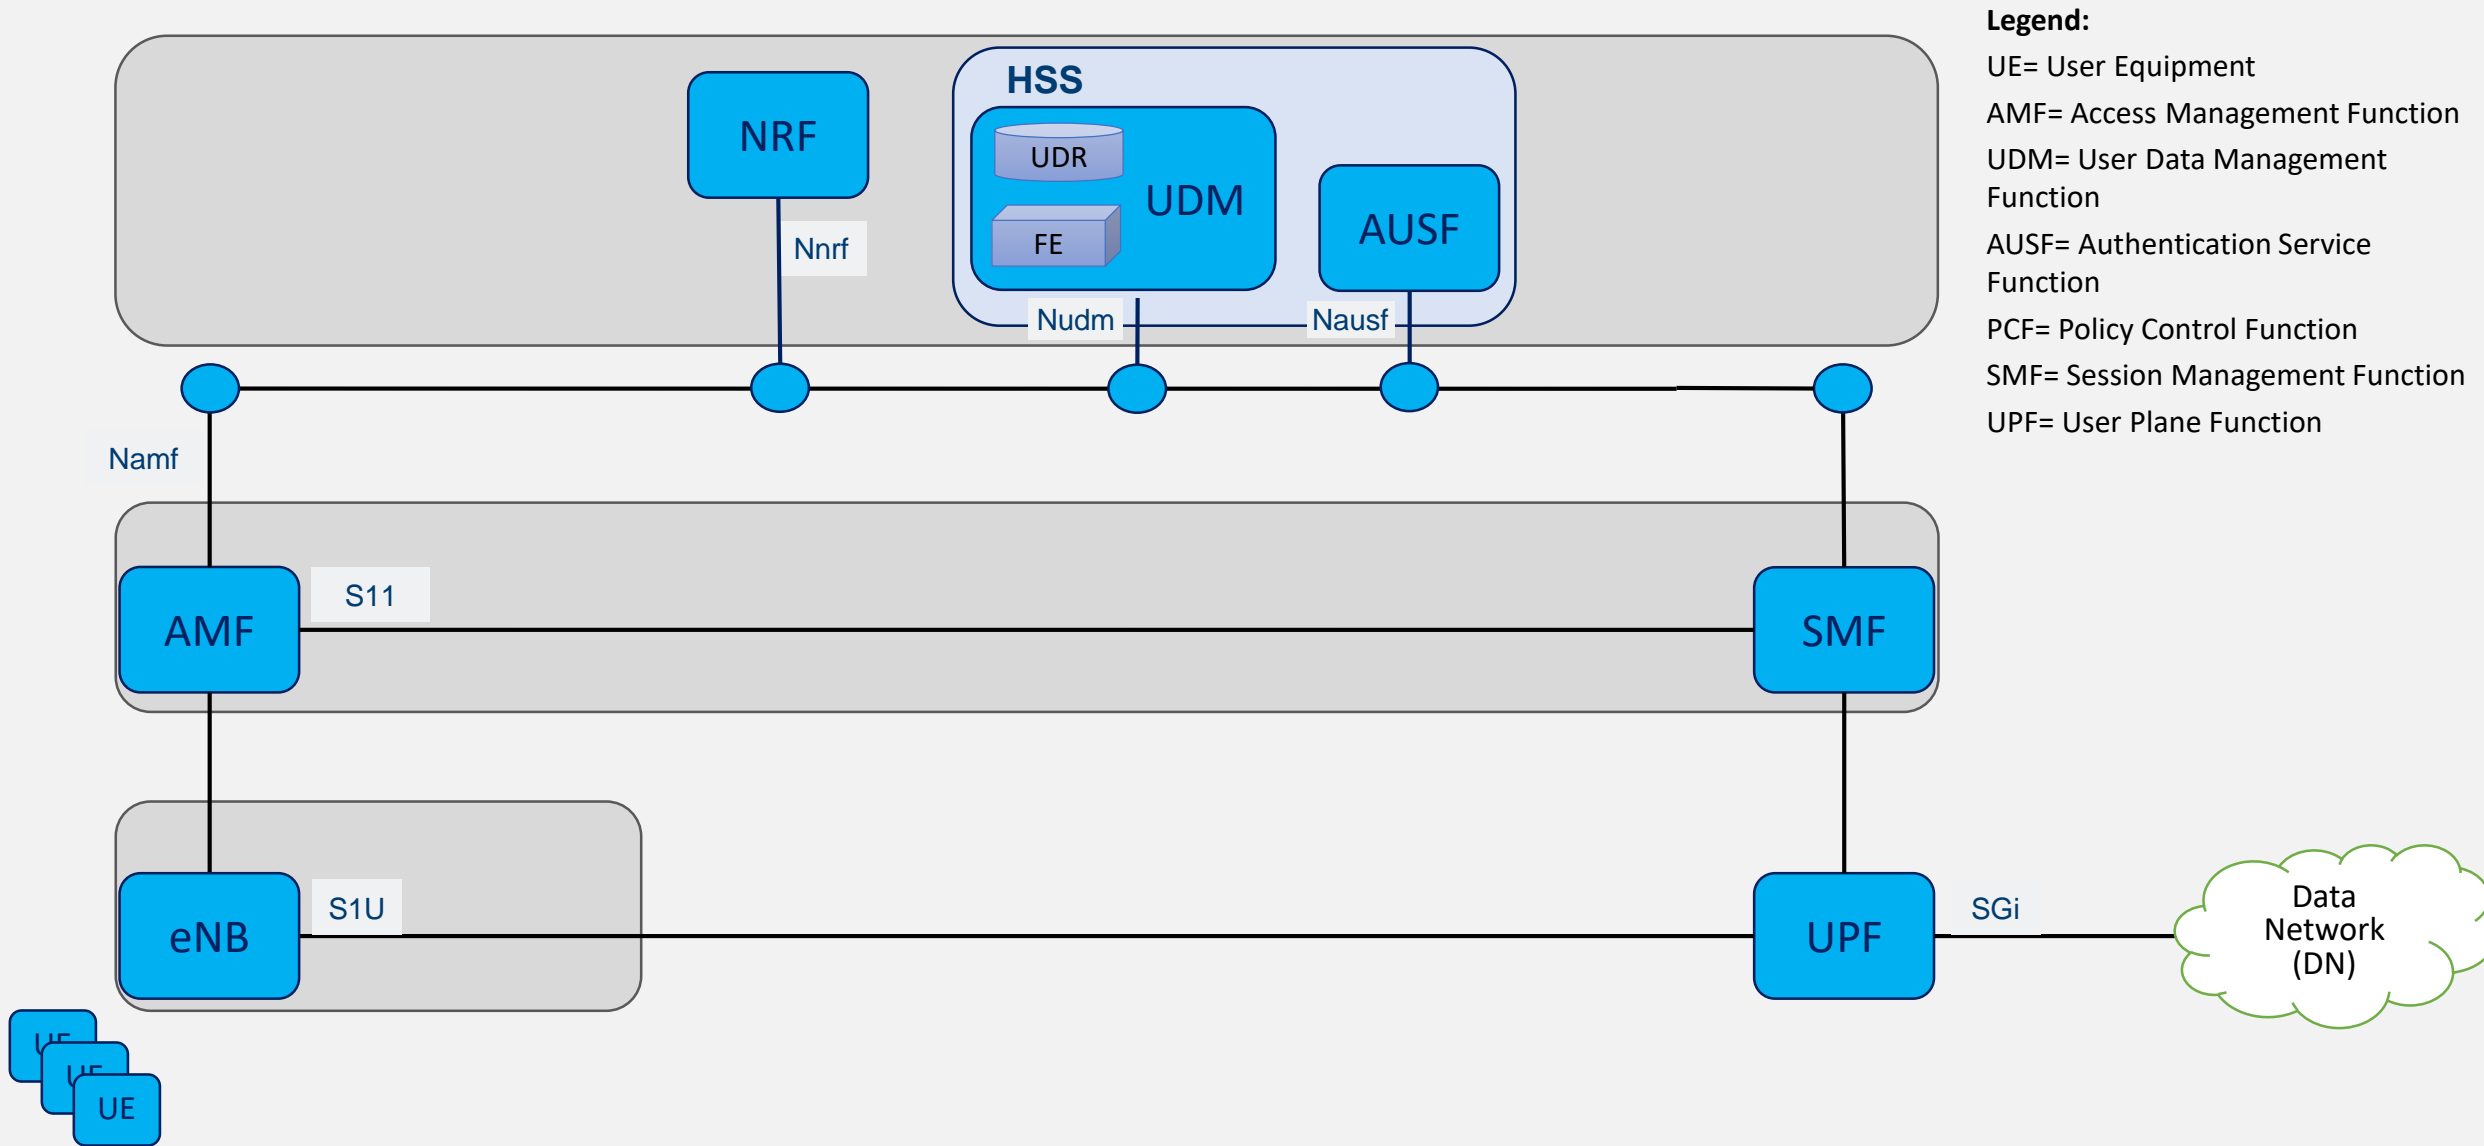 Legend:
UE= User Equipment
AMF= Access Management Function
UDM= User Data Management
Function
AUSF= Authentication Service
Function
PCF= Policy Control Function
SMF= Session Management Function
UPF= User Plane Function
HSS
NRF
UDR
UDM
FE
AUSF
Nnrf
Nudm
Nausf
Namf
S11
AMF
SMF
S1U
eNB
UPF
SGi
Data
Network
(DN)
UE
UE
UE